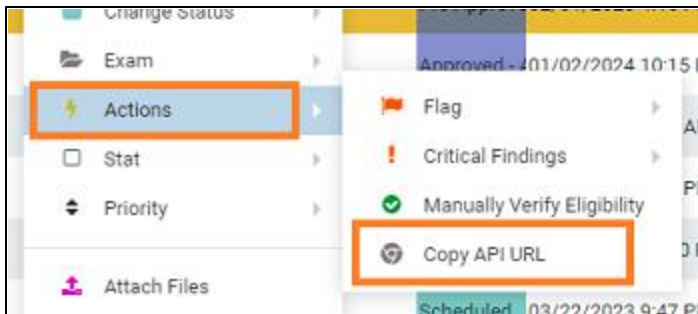 Change Status
Exam
Approved - 01/02/2024 10:15
Actions
Flag
Stat
Critical Findings
Priority
Manually Verify Eligibility
Copy API URL
Attach Files
Scheduled 03/22/2023 9:47 P